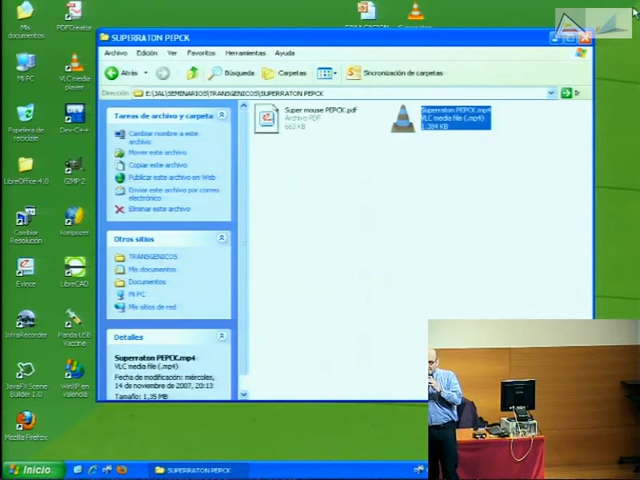 Mis
documentos
PDFCreator
SUPERRATON PEPCK
Archivo Edición Ver Favoritos Herramientas Ayuda
Atrás Búsqueda Carpetas Sincronización de carpetas
Dirección E:\JAL\SEMINARIOS\TRANSGENICOS\SUPERRATON PEPCK Ir
Mi PC
VLC media
player
Papelera de
reciclaje
Dev-C++
LibreOffice 4.0
GIMP 2
Cambiar
Resolución
Kompozer
Evince
LibreCAD
InfraRecorder
Panda USB
Vaccine
JavaFX Scene
Builder 1.0
WinXP en
valencià
Mozilla Firefox
Tareas de archivo y carpeta
Cambiar nombre a este
archivo
Mover este archivo
Copiar este archivo
Publicar este archivo en Web
Enviar este archivo por correo
electrónico
Eliminar este archivo
Otros sitios
TRANSGENICOS
Mis documentos
Documentos
Mi PC
Mis sitios de red
Detalles
Superraton PEPCK.mp4
VLC media file (.mp4)
Fecha de modificación: miércoles,
14 de noviembre de 2007, 20:13
Tamaño: 1,35 MB
Super mouse PEPCK.pdf
Archivo PDF
663 KB
Superraton PEPCK.mp4
VLC media file (.mp4)
1.384 KB
Inicio
SUPERRATON PEPCK